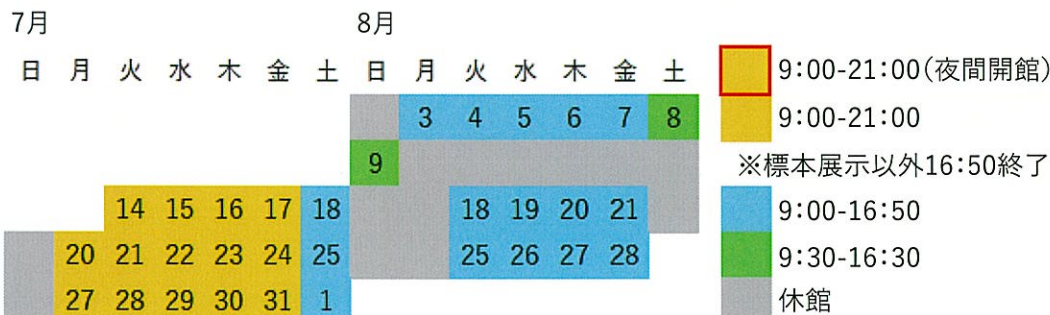 7月
日 月 火 水 木 金 土
14 15 16 17 18
20 21 22 23 24 25
27 28 29 30 31 1
8月
日 月 火 水 木 金 土
3 4 5 6 7 8
9
18 19 20 21
25 26 27 28
9:00-21:00(夜間開館)
9:00-21:00
※標本展示以外16:50終了
9:00-16:50
9:30-16:30
休館